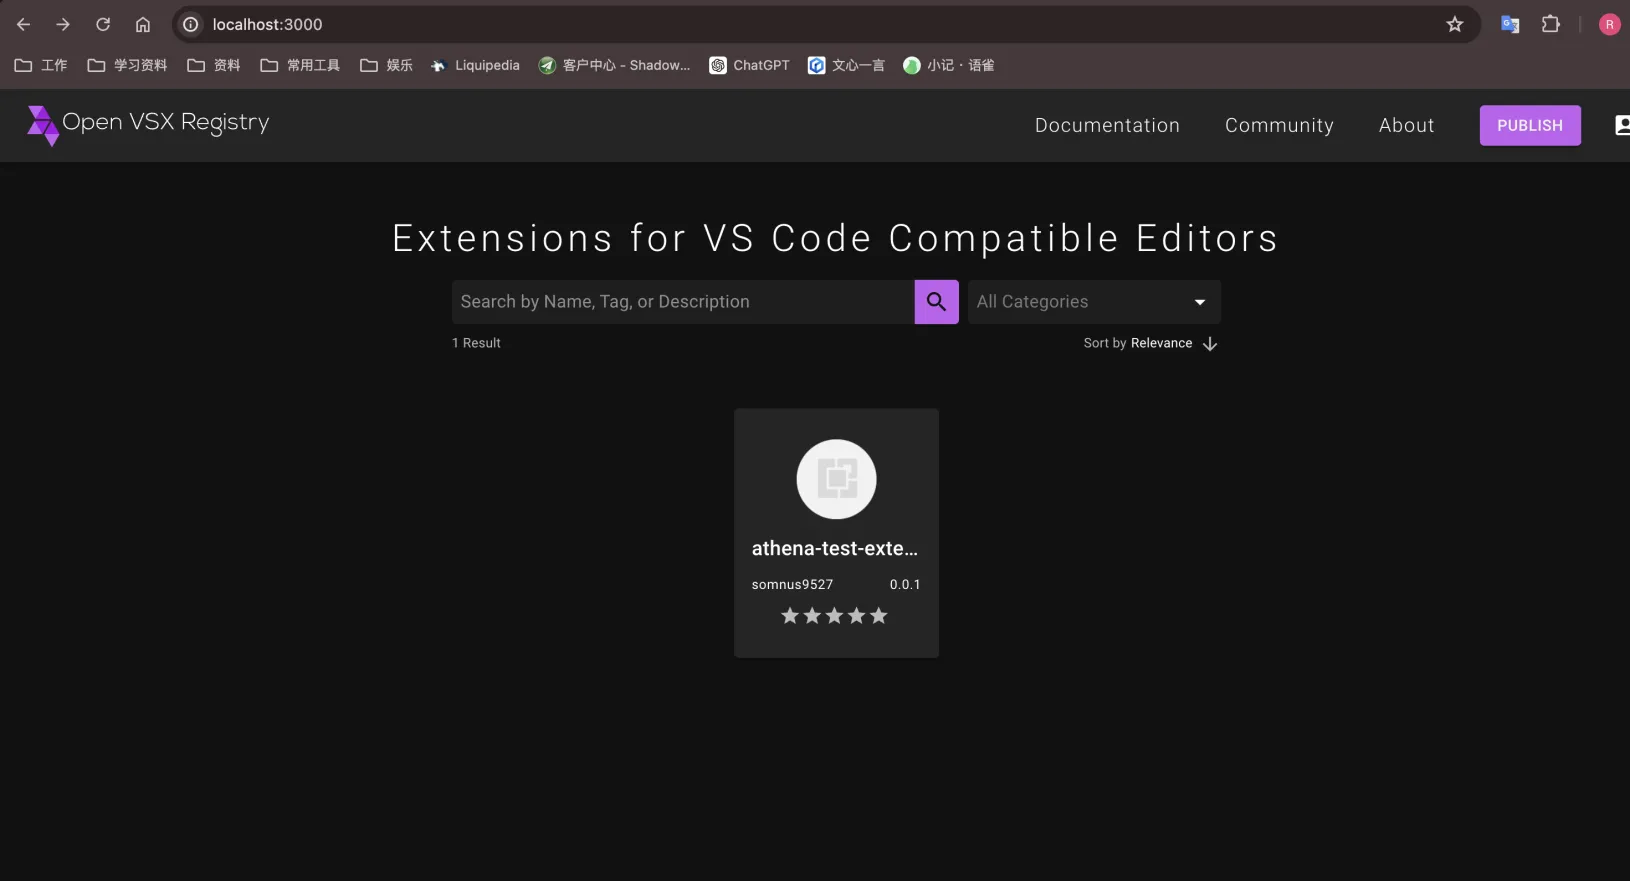 localhost:3000
R
工作 学习资料 资料 常用工具 娱乐 Liquipedia 客户中心 - Shadow... ChatGPT 文心一言 小记 · 语雀
Open VSX Registry Documentation Community About PUBLISH
Extensions for VS Code Compatible Editors
Search by Name, Tag, or Description All Categories
1 Result Sort by Relevance
athena-test-exte...
somnus9527 0.0.1